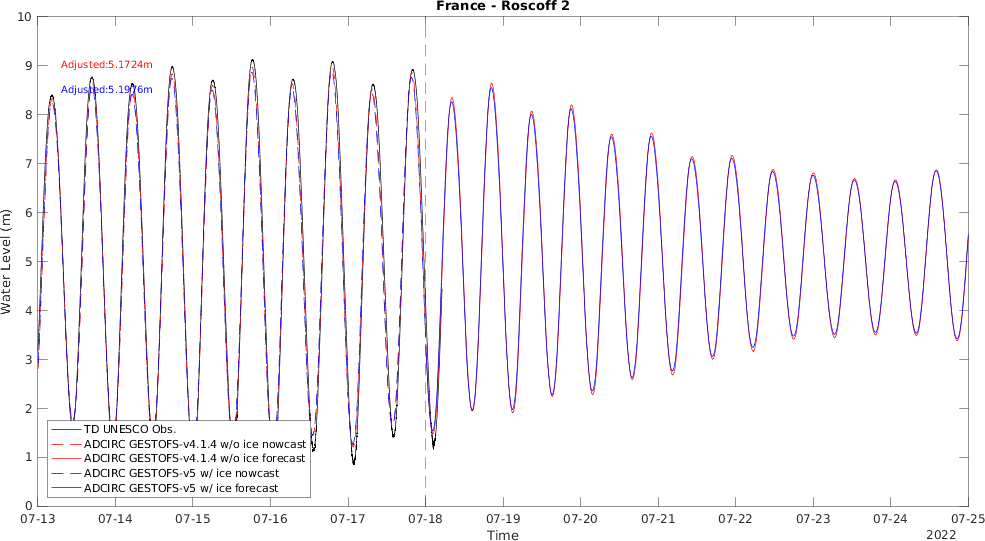 France - Roscoff 2
10
9
8
7
6
5
4
3
2
1
0
Water Level (m)
Adjusted:5.1724m
Adjusted:5.1976m
TD UNESCO Obs.
ADCIRC GESTOFS-v4.1.4 w/o ice nowcast
ADCIRC GESTOFS-v4.1.4 w/o ice forecast
ADCIRC GESTOFS-v5 w/ ice nowcast
ADCIRC GESTOFS-v5 w/ ice forecast
07-13 07-14 07-15 07-16 07-17 07-18 07-19 07-20 07-21 07-22 07-23 07-24 07-25
Time
2022